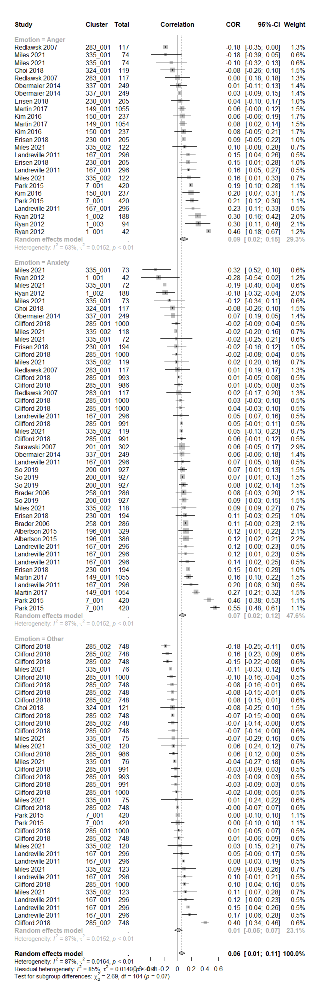 Study Cluster Total Correlation COR 95%-CI Weight
Emotion = Anger
Redlawsk 2007 283_001 117 -0.18 [-0.35; 0.00] 1.3%
Miles 2021 335_001 74 -0.18 [-0.39; 0.05] 0.6%
Miles 2021 335_001 74 -0.10 [-0.32; 0.13] 0.6%
Choi 2018 324_001 119 -0.08 [-0.26; 0.10] 1.5%
Redlawsk 2007 283_001 117 -0.00 [-0.18; 0.18] 1.3%
Obermaier 2014 337_001 249 0.01 [-0.11; 0.13] 1.4%
Obermaier 2014 337_001 249 0.03 [-0.09; 0.15] 1.4%
Erisen 2018 230_001 205 0.04 [-0.10; 0.17] 1.0%
Martin 2017 149_001 1055 0.06 [-0.00; 0.12] 1.4%
Kim 2016 150_001 237 0.06 [-0.06; 0.19] 1.7%
Martin 2017 149_001 1054 0.08 [ 0.02; 0.14] 1.4%
Kim 2016 150_001 237 0.08 [-0.05; 0.21] 1.7%
Erisen 2018 230_001 205 0.09 [-0.05; 0.22] 1.0%
Miles 2021 335_002 122 0.10 [-0.08; 0.28] 0.7%
Landreville 2011 167_001 296 0.15 [ 0.04; 0.26] 0.5%
Erisen 2018 230_001 205 0.15 [ 0.01; 0.28] 1.0%
Landreville 2011 167_001 296 0.16 [ 0.05; 0.27] 0.5%
Miles 2021 335_002 122 0.16 [-0.01; 0.33] 0.7%
Park 2015 7_001 420 0.19 [ 0.10; 0.28] 1.1%
Kim 2016 150_001 237 0.20 [ 0.07; 0.31] 1.7%
Park 2015 7_001 420 0.21 [ 0.12; 0.30] 1.1%
Landreville 2011 167_001 296 0.23 [ 0.11; 0.33] 0.5%
Ryan 2012 1_002 188 0.30 [ 0.16; 0.42] 2.0%
Ryan 2012 1_003 94 0.30 [ 0.11; 0.48] 2.1%
Ryan 2012 1_001 42 0.46 [ 0.18; 0.67] 1.2%
Random effects model . 0.09 [ 0.02; 0.15] 29.3%
Heterogeneity: I² = 63%, τ² = 0.0152, p < 0.01
Emotion = Anxiety
Miles 2021 335_001 73 -0.32 [-0.52; -0.10] 0.6%
Ryan 2012 1_001 42 -0.28 [-0.54; 0.02] 1.2%
Miles 2021 335_001 72 -0.19 [-0.40; 0.04] 0.6%
Ryan 2012 1_002 188 -0.18 [-0.32; -0.04] 2.0%
Miles 2021 335_001 73 -0.12 [-0.34; 0.11] 0.6%
Choi 2018 324_001 117 -0.08 [-0.26; 0.10] 1.5%
Obermaier 2014 337_001 249 -0.07 [-0.19; 0.05] 1.4%
Clifford 2018 285_001 1000 -0.02 [-0.09; 0.04] 0.5%
Miles 2021 335_002 118 -0.02 [-0.20; 0.16] 0.7%
Miles 2021 335_001 72 -0.02 [-0.25; 0.21] 0.6%
Erisen 2018 230_001 194 -0.02 [-0.16; 0.12] 1.0%
Clifford 2018 285_001 1000 -0.02 [-0.08; 0.04] 0.5%
Miles 2021 335_002 119 -0.02 [-0.20; 0.16] 0.7%
Redlawsk 2007 283_001 117 -0.01 [-0.19; 0.17] 1.3%
Clifford 2018 285_001 993 0.01 [-0.05; 0.08] 0.5%
Clifford 2018 285_001 986 0.01 [-0.05; 0.08] 0.5%
Redlawsk 2007 283_001 117 0.02 [-0.17; 0.20] 1.3%
Clifford 2018 285_001 1000 0.03 [-0.03; 0.10] 0.5%
Clifford 2018 285_001 1000 0.04 [-0.03; 0.10] 0.5%
Landreville 2011 167_001 296 0.05 [-0.07; 0.16] 0.5%
Clifford 2018 285_001 991 0.05 [-0.01; 0.11] 0.5%
Miles 2021 335_002 119 0.05 [-0.13; 0.23] 0.7%
Clifford 2018 285_001 991 0.06 [-0.01; 0.12] 0.5%
Surawski 2007 201_001 302 0.06 [-0.05; 0.17] 2.9%
Obermaier 2014 337_001 249 0.06 [-0.06; 0.18] 1.4%
Landreville 2011 167_001 296 0.07 [-0.05; 0.18] 0.5%
So 2019 200_001 927 0.07 [ 0.01; 0.13] 1.5%
So 2019 200_001 927 0.07 [ 0.01; 0.13] 1.5%
So 2019 200_001 927 0.08 [ 0.02; 0.14] 1.5%
Brader 2006 258_001 286 0.08 [-0.03; 0.20] 2.1%
So 2019 200_001 927 0.09 [ 0.03; 0.15] 1.5%
Miles 2021 335_002 118 0.09 [-0.09; 0.27] 0.7%
Erisen 2018 230_001 194 0.11 [-0.03; 0.25] 1.0%
Brader 2006 258_001 286 0.11 [-0.00; 0.23] 2.1%
Albertson 2015 196_001 329 0.12 [ 0.01; 0.22] 2.1%
Albertson 2015 196_001 386 0.12 [ 0.02; 0.21] 2.2%
Landreville 2011 167_001 296 0.12 [ 0.00; 0.23] 0.5%
Landreville 2011 167_001 296 0.12 [ 0.01; 0.23] 0.5%
Landreville 2011 167_001 296 0.14 [ 0.02; 0.25] 0.5%
Erisen 2018 230_001 194 0.15 [ 0.01; 0.29] 1.0%
Martin 2017 149_001 1055 0.16 [ 0.10; 0.22] 1.5%
Landreville 2011 167_001 296 0.20 [ 0.08; 0.30] 0.5%
Martin 2017 149_001 1054 0.27 [ 0.21; 0.32] 1.5%
Park 2015 7_001 420 0.46 [ 0.38; 0.53] 1.1%
Park 2015 7_001 420 0.55 [ 0.48; 0.61] 1.1%
Random effects model . 0.07 [ 0.02; 0.12] 47.6%
Heterogeneity: I² = 87%, τ² = 0.0152, p < 0.01
Emotion = Other
Clifford 2018 285_002 748 -0.18 [-0.25; -0.11] 0.6%
Clifford 2018 285_002 748 -0.16 [-0.23; -0.09] 0.6%
Clifford 2018 285_002 748 -0.15 [-0.22; -0.08] 0.6%
Miles 2021 335_001 76 -0.11 [-0.33; 0.12] 0.6%
Clifford 2018 285_001 1000 -0.10 [-0.16; -0.04] 0.5%
Clifford 2018 285_002 748 -0.08 [-0.16; -0.01] 0.6%
Clifford 2018 285_002 748 -0.08 [-0.15; -0.01] 0.6%
Clifford 2018 285_002 748 -0.08 [-0.15; -0.01] 0.6%
Choi 2018 324_001 121 -0.08 [-0.25; 0.10] 1.5%
Clifford 2018 285_002 748 -0.07 [-0.15; -0.00] 0.6%
Clifford 2018 285_002 748 -0.07 [-0.14; -0.00] 0.6%
Clifford 2018 285_002 748 -0.07 [-0.14; 0.00] 0.6%
Miles 2021 335_001 75 -0.07 [-0.29; 0.16] 0.6%
Miles 2021 335_002 120 -0.06 [-0.24; 0.12] 0.7%
Clifford 2018 285_001 986 -0.06 [-0.12; 0.00] 0.5%
Miles 2021 335_001 76 -0.04 [-0.27; 0.18] 0.6%
Clifford 2018 285_001 991 -0.03 [-0.09; 0.03] 0.5%
Clifford 2018 285_001 993 -0.03 [-0.09; 0.03] 0.5%
Clifford 2018 285_001 991 -0.03 [-0.09; 0.03] 0.5%
Clifford 2018 285_001 1000 -0.02 [-0.08; 0.05] 0.5%
Miles 2021 335_001 75 -0.01 [-0.24; 0.22] 0.6%
Clifford 2018 285_002 748 -0.00 [-0.07; 0.07] 0.6%
Park 2015 7_001 420 0.00 [-0.10; 0.10] 1.1%
Park 2015 7_001 420 0.00 [-0.10; 0.10] 1.1%
Clifford 2018 285_001 1000 0.01 [-0.05; 0.07] 0.5%
Clifford 2018 285_002 748 0.01 [-0.06; 0.09] 0.6%
Miles 2021 335_002 120 0.03 [-0.15; 0.21] 0.7%
Landreville 2011 167_001 296 0.05 [-0.06; 0.17] 0.5%
Landreville 2011 167_001 296 0.08 [-0.03; 0.19] 0.5%
Miles 2021 335_002 123 0.09 [-0.09; 0.26] 0.7%
Landreville 2011 167_001 296 0.10 [-0.01; 0.21] 0.5%
Clifford 2018 285_001 1000 0.10 [ 0.04; 0.16] 0.5%
Miles 2021 335_002 123 0.11 [-0.07; 0.28] 0.7%
Landreville 2011 167_001 296 0.12 [ 0.00; 0.23] 0.5%
Landreville 2011 167_001 296 0.15 [ 0.04; 0.26] 0.5%
Landreville 2011 167_001 296 0.17 [ 0.06; 0.28] 0.5%
Clifford 2018 285_002 748 0.40 [ 0.34; 0.46] 0.6%
Random effects model . 0.01 [-0.05; 0.07] 23.1%
Heterogeneity: I² = 87%, τ² = 0.0152, p < 0.01
Random effects model . 0.06 [ 0.01; 0.11] 100.0%
Heterogeneity: I² = 87%, τ² = 0.0164, p < 0.01
Residual heterogeneity: I² = 85%, τ² = 0.0140, p < 0.01
-0.6 -0.4 -0.2 0 0.2 0.4 0.6
Test for subgroup differences: χ²₂ = 2.69, df = 104 (p = 0.07)